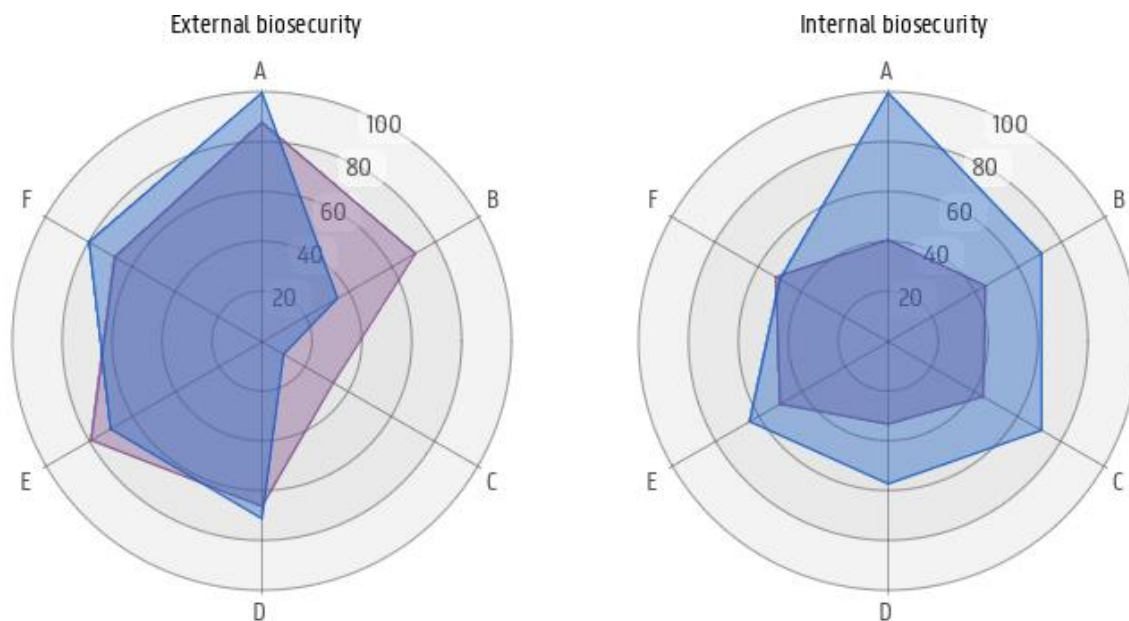 External biosecurity
A
B
C
D
E
F
100
80
60
40
20
Internal biosecurity
A
B
C
D
E
F
100
80
60
40
20